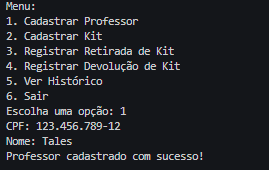 Menu:
1. Cadastrar Professor
2. Cadastrar Kit
3. Registrar Retirada de Kit
4. Registrar Devolução de Kit
5. Ver Histórico
6. Sair
Escolha uma opção: 1
CPF: 123.456.789-12
Nome: Tales
Professor cadastrado com sucesso!